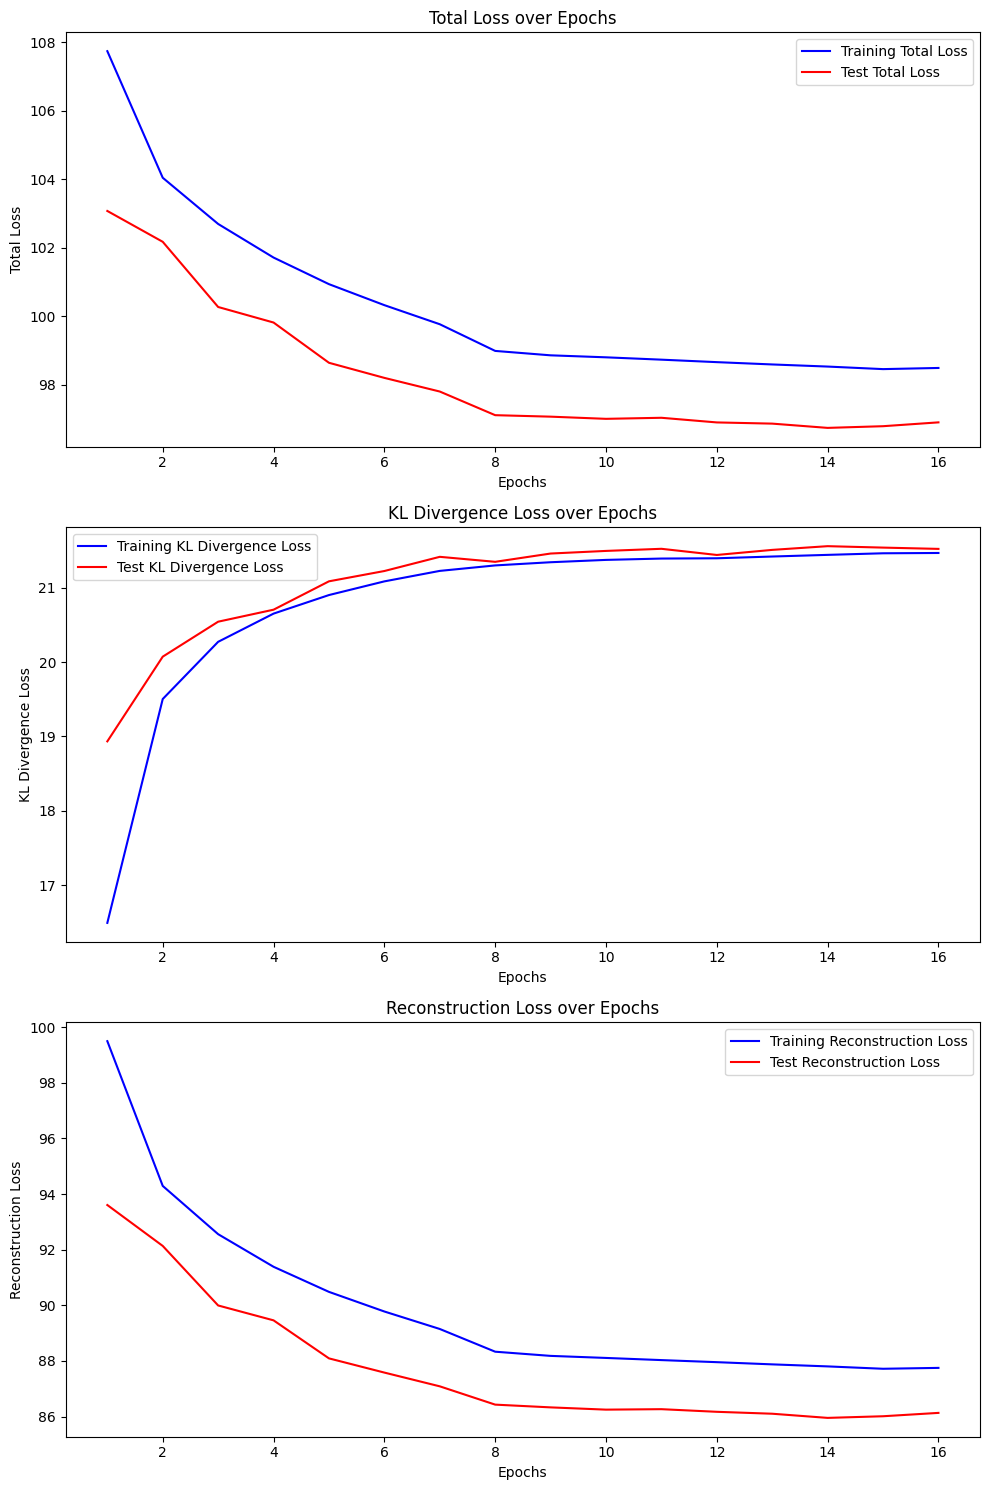 Total Loss over Epochs
Training Total Loss
Test Total Loss
Total Loss
108
106
104
102
100
98
2 4 6 8 10 12 14 16
Epochs
KL Divergence Loss over Epochs
Training KL Divergence Loss
Test KL Divergence Loss
KL Divergence Loss
21
20
19
18
17
2 4 6 8 10 12 14 16
Epochs
Reconstruction Loss over Epochs
Training Reconstruction Loss
Test Reconstruction Loss
Reconstruction Loss
100
98
96
94
92
90
88
86
2 4 6 8 10 12 14 16
Epochs